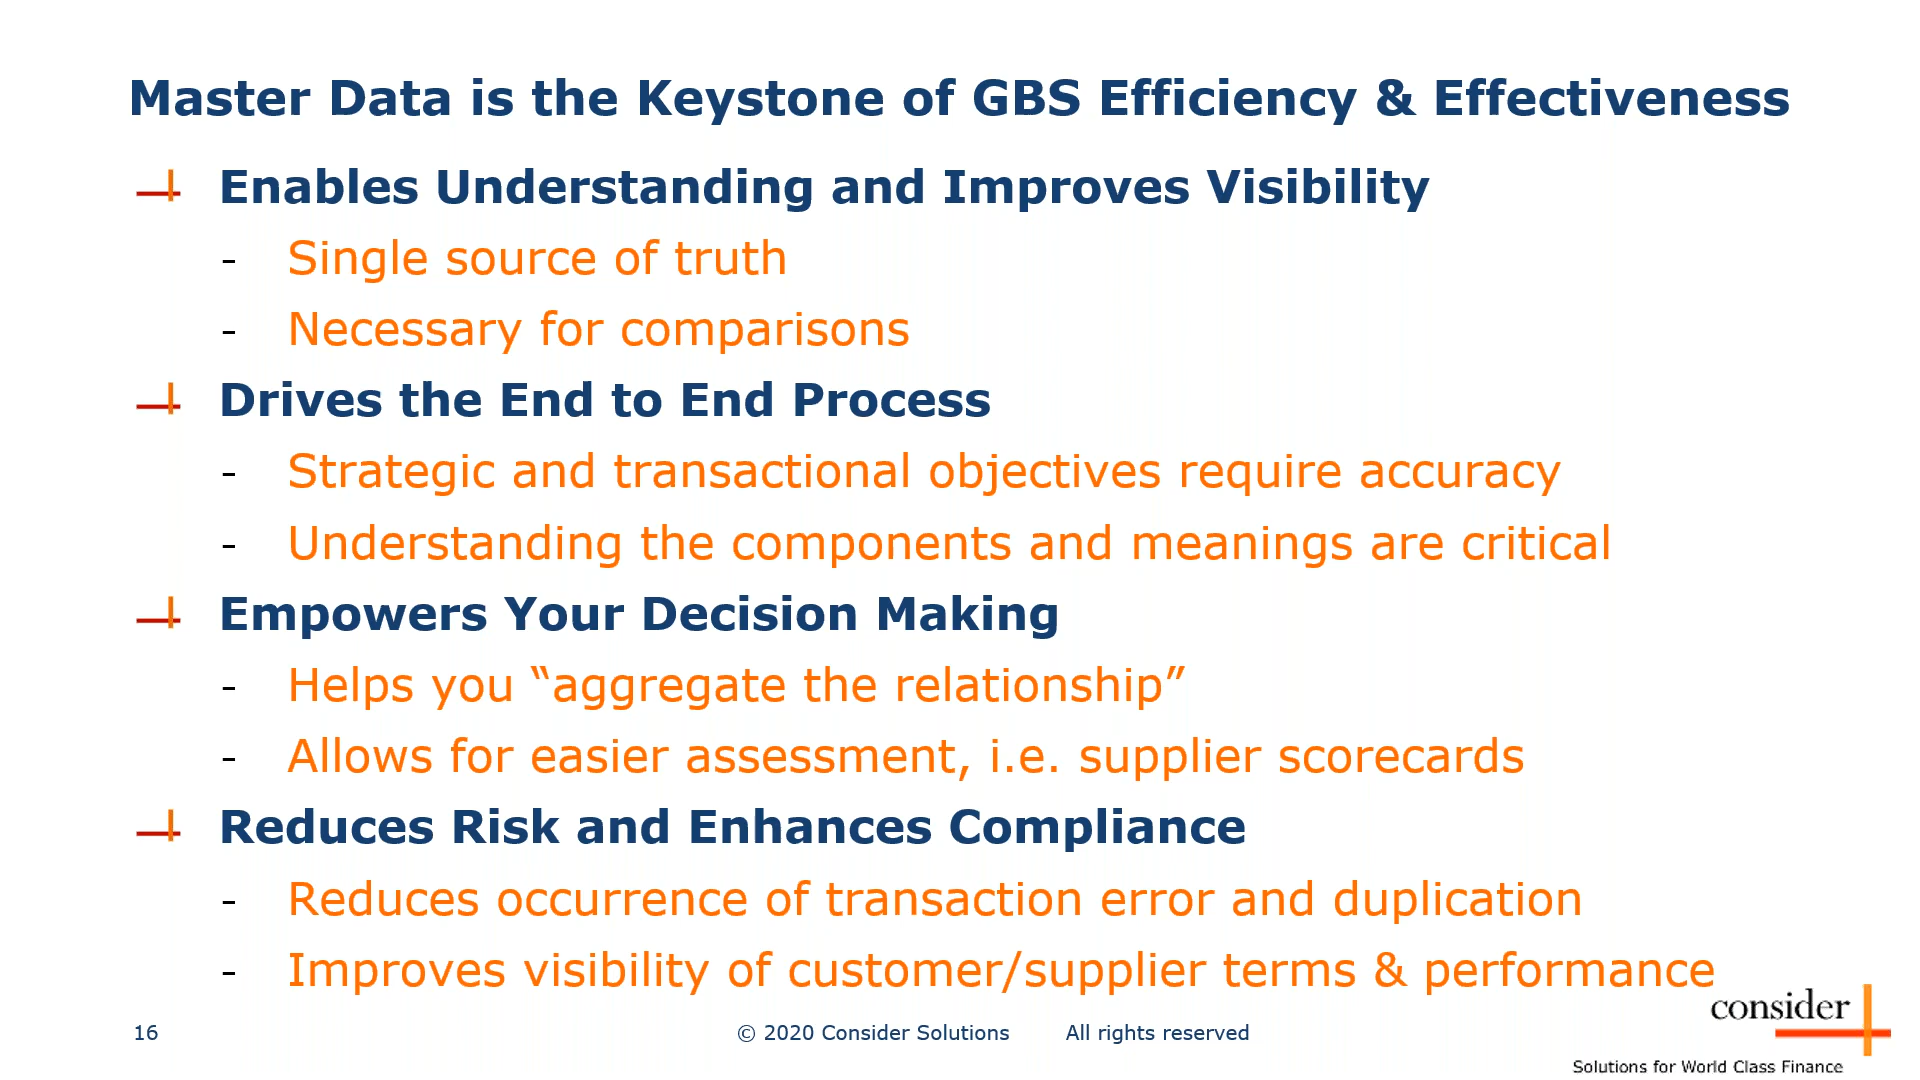 Master Data is the Keystone of GBS Efficiency & Effectiveness
Enables Understanding and Improves Visibility
- Single source of truth
- Necessary for comparisons
Drives the End to End Process
- Strategic and transactional objectives require accuracy
- Understanding the components and meanings are critical
Empowers Your Decision Making
- Helps you “aggregate the relationship”
- Allows for easier assessment, i.e. supplier scorecards
Reduces Risk and Enhances Compliance
- Reduces occurrence of transaction error and duplication
- Improves visibility of customer/supplier terms & performance
consider
16 © 2020 Consider Solutions All rights reserved
Solutions for World Class Finance